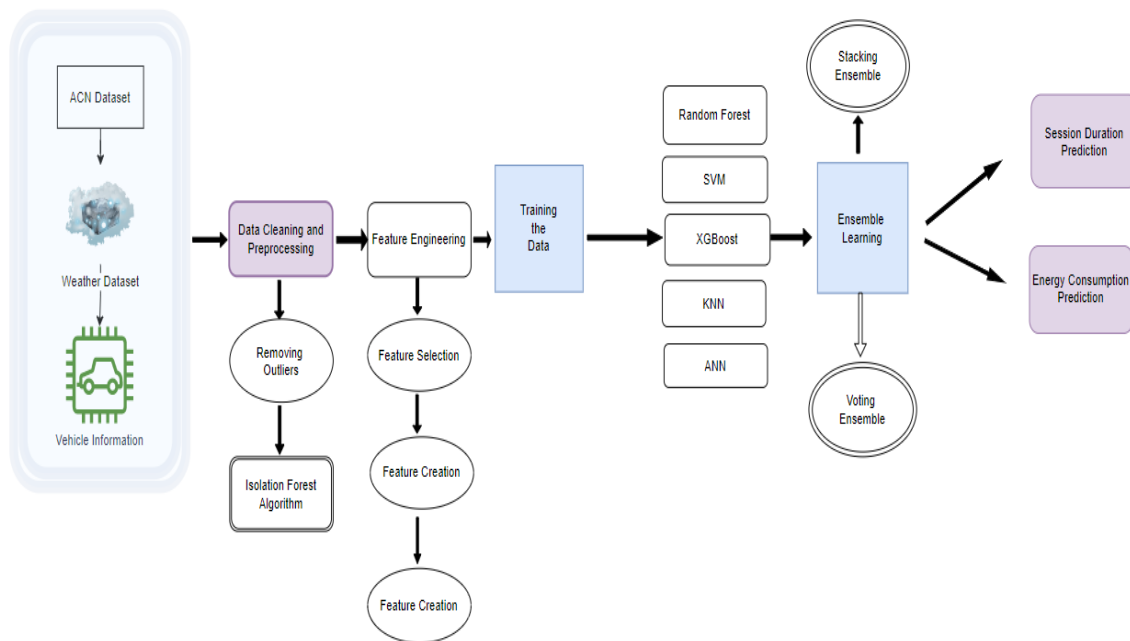 ACN Dataset
Weather Dataset
Vehicle Information
Data Cleaning and
Preprocessing
Removing
Outliers
Isolation Forest
Algorithm
Feature Engineering
Feature Selection
Feature Creation
Feature Creation
Training
the
Data
Random Forest
SVM
XGBoost
KNN
ANN
Stacking
Ensemble
Ensemble
Learning
Voting
Ensemble
Session Duration
Prediction
Energy Consumption
Prediction